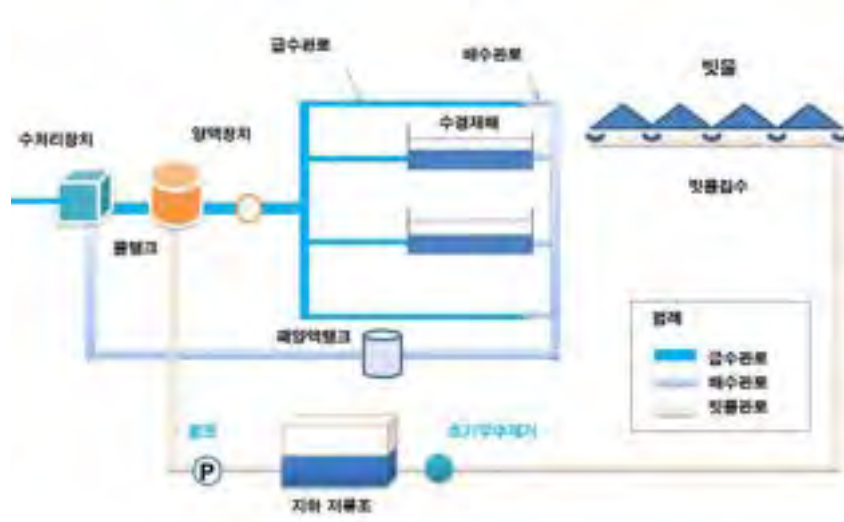 급수관로
배수관로
빗물
수처리장치
양액장치
수경재배
빗물집수
물탱크
폐양액탱크
범례
급수관로
배수관로
빗물관로
펌프
초기우수제거
P
지하 저류조